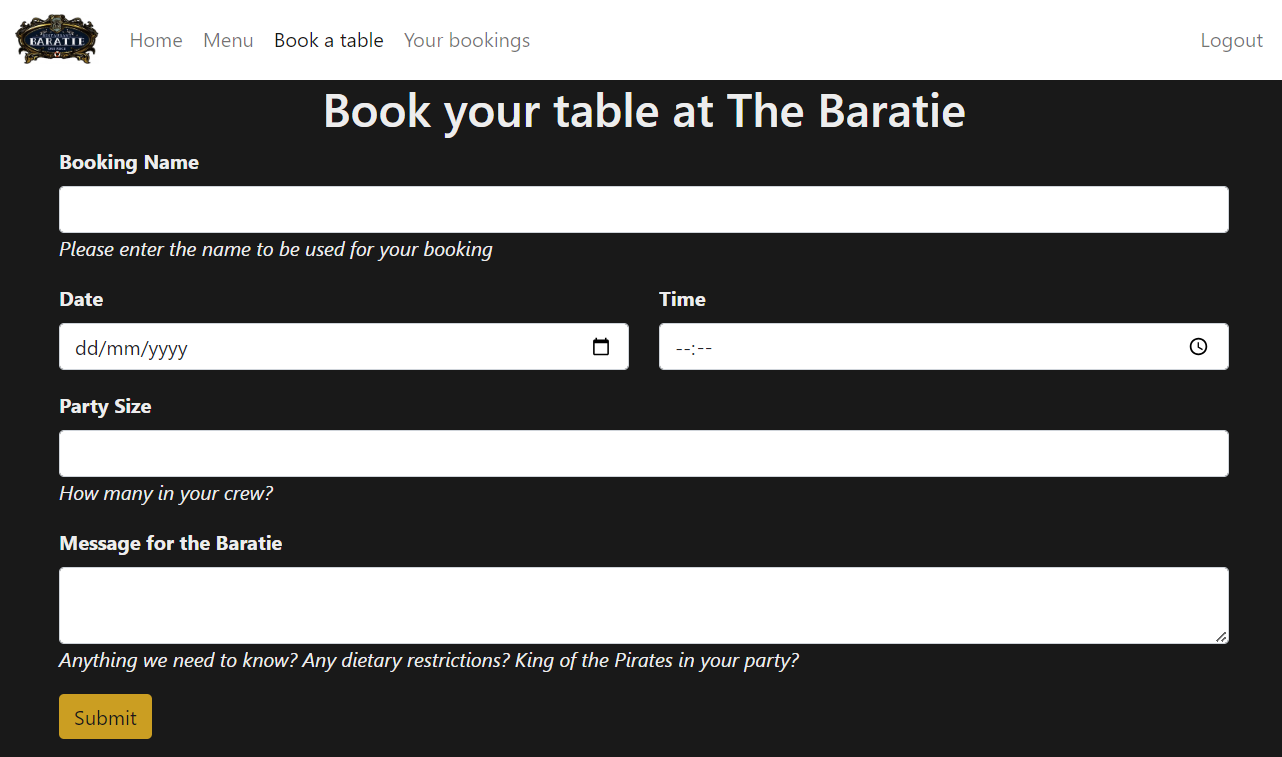 BARATIE
Home Menu Book a table Your bookings Logout
Book your table at The Baratie
Booking Name
Please enter the name to be used for your booking
Date Time
dd/mm/yyyy --:--
Party Size
How many in your crew?
Message for the Baratie
Anything we need to know? Any dietary restrictions? King of the Pirates in your party?
Submit